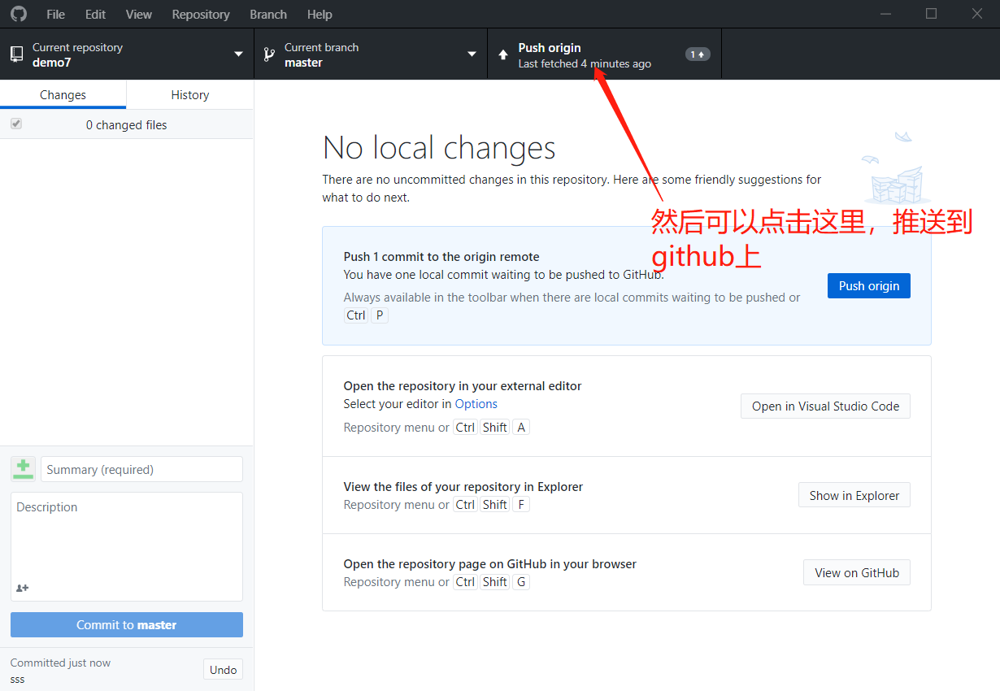 File Edit View Repository Branch Help
Current repository
demo7
Current branch
master
Push origin
Last fetched 4 minutes ago
1
Changes
History
0 changed files
No local changes
There are no uncommitted changes in this repository. Here are some friendly suggestions for
what to do next.
然后可以点击这里，推送到
github上
Push 1 commit to the origin remote
You have one local commit waiting to be pushed to GitHub.
Always available in the toolbar when there are local commits waiting to be pushed or
Ctrl P
Push origin
Open the repository in your external editor
Select your editor in Options
Repository menu or Ctrl Shift A
Open in Visual Studio Code
View the files of your repository in Explorer
Repository menu or Ctrl Shift F
Show in Explorer
Open the repository page on GitHub in your browser
Repository menu or Ctrl Shift G
View on GitHub
Summary (required)
Description
Commit to master
Committed just now
sss
Undo